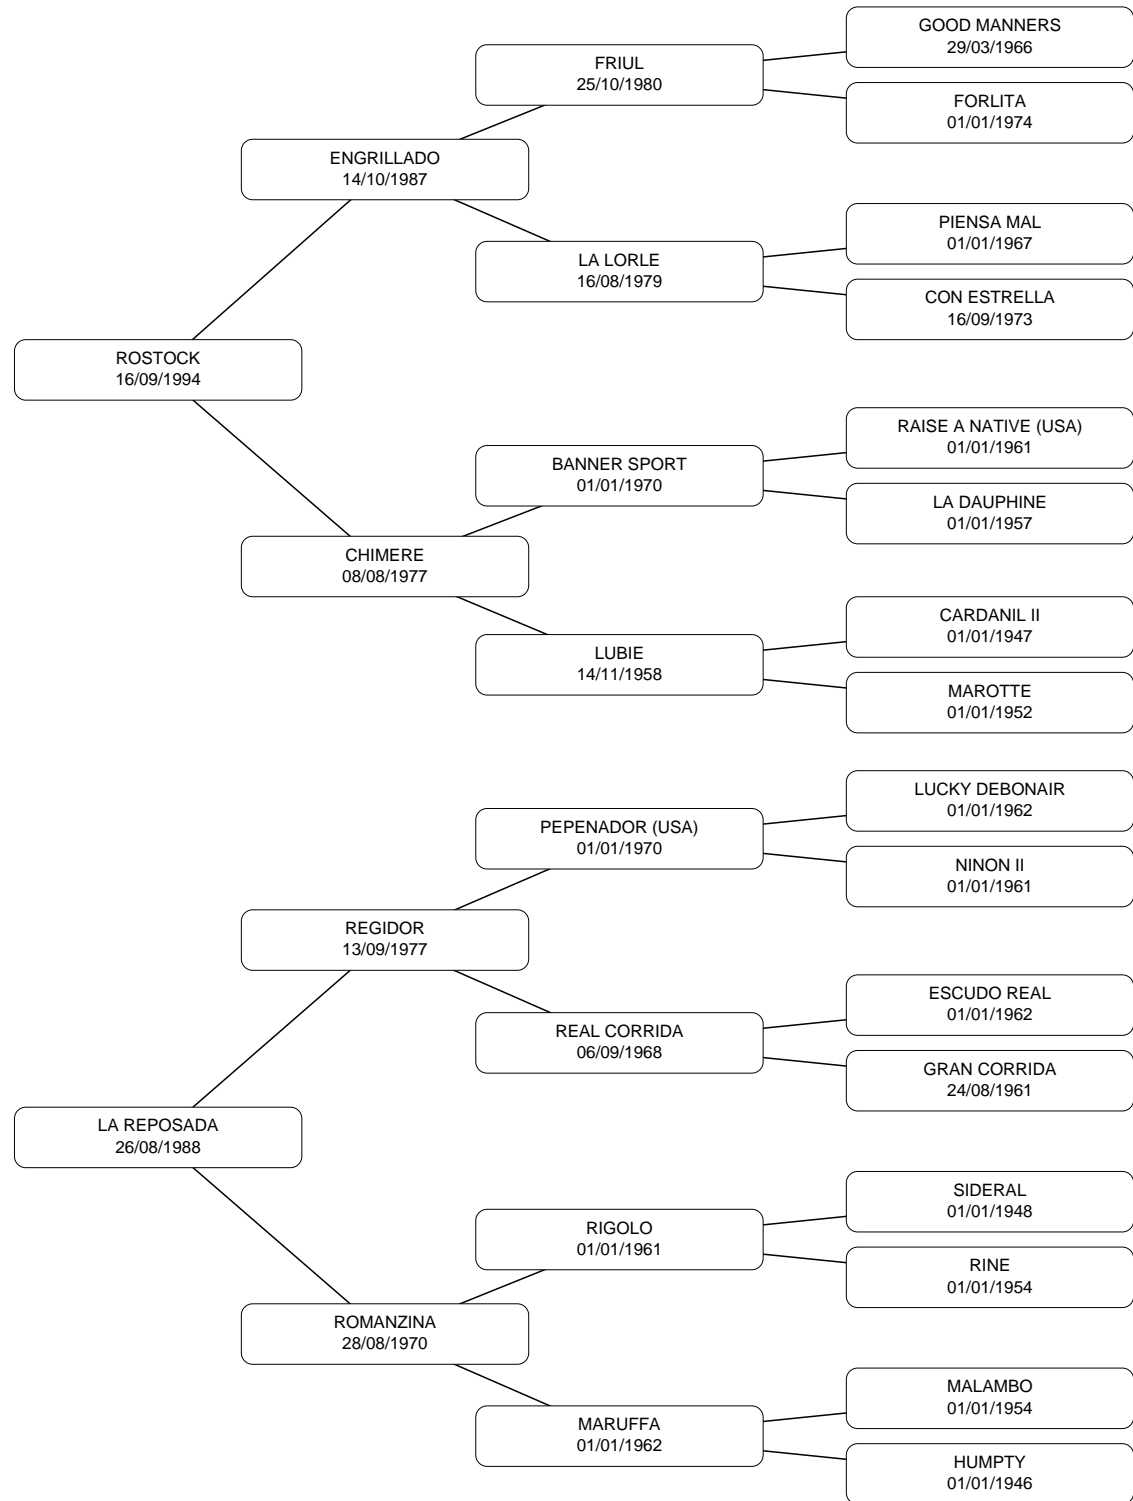 GOOD MANNERS
29/03/1966
FRIUL
25/10/1980
FORLITA
01/01/1974
ENGRILLADO
14/10/1987
PIENSA MAL
01/01/1967
LA LORLE
16/08/1979
CON ESTRELLA
16/09/1973
ROSTOCK
16/09/1994
RAISE A NATIVE (USA)
01/01/1961
BANNER SPORT
01/01/1970
LA DAUPHINE
01/01/1957
CHIMERE
08/08/1977
CARDANIL II
01/01/1947
LUBIE
14/11/1958
MAROTTE
01/01/1952
LUCKY DEBONAIR
01/01/1962
PEPENADOR (USA)
01/01/1970
NINON II
01/01/1961
REGIDOR
13/09/1977
ESCUDO REAL
01/01/1962
REAL CORRIDA
06/09/1968
GRAN CORRIDA
24/08/1961
LA REPOSADA
26/08/1988
SIDERAL
01/01/1948
RIGOLO
01/01/1961
RINE
01/01/1954
ROMANZINA
28/08/1970
MALAMBO
01/01/1954
MARUFFA
01/01/1962
HUMPTY
01/01/1946